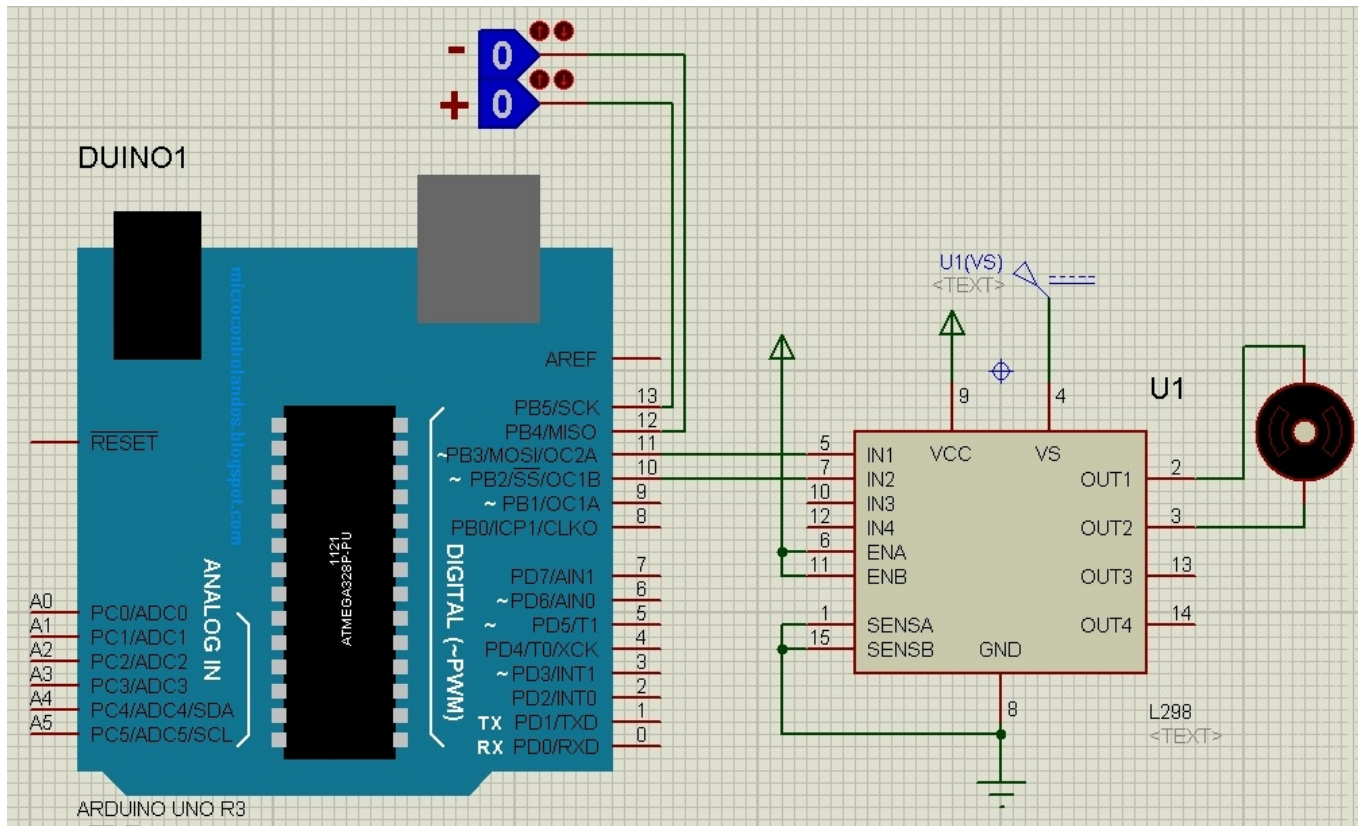 -
0
+
0
DUINO1
microcontrolandos.blogspot.com
AREF
13
PB5/SCK
12
PB4/MISO
11
~PB3/MOSI/OC2A
10
~ PB2/SS/OC1B
9
~ PB1/OC1A
8
PB0/ICP1/CLKO
RESET
1121
ATMEGA328P-PU
DIGITAL (~PWM)
ANALOG IN
7
PD7/AIN1
6
~PD6/AIN0
5
~ PD5/T1
4
PD4/T0/XCK
3
~PD3/INT1
2
PD2/INT0
1
TX PD1/TXD
0
RX PD0/RXD
A0
PC0/ADC0
A1
PC1/ADC1
A2
PC2/ADC2
A3
PC3/ADC3
A4
PC4/ADC4/SDA
A5
PC5/ADC5/SCL
ARDUINO UNO R3
U1(VS)
<TEXT>
U1
9
4
VCC
VS
5
IN1
7
IN2
10
IN3
12
IN4
6
ENA
11
ENB
1
SENSA
15
SENSB
GND
8
OUT1
2
OUT2
3
OUT3
13
OUT4
14
L298
<TEXT>